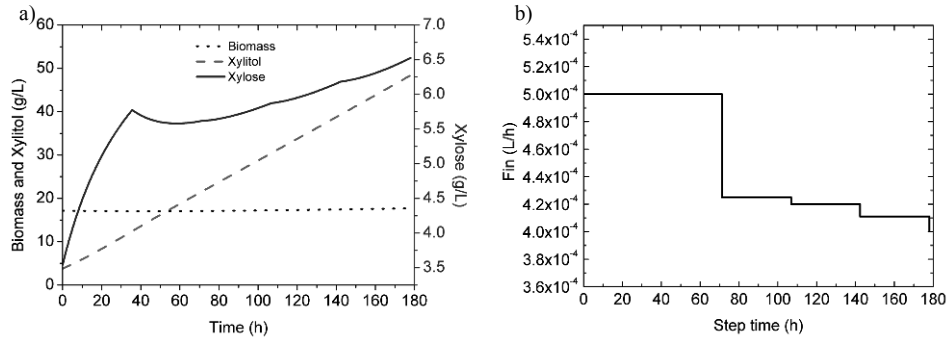 a)
Biomass and Xylitol (g/L)
60
50
40
30
20
10
0
Biomass
Xylitol
Xylose
7.0
6.5
6.0
5.5
5.0
4.5
4.0
3.5
Xylose (g/L)
0 20 40 60 80 100 120 140 160 180
Time (h)
b)
Fin (L/h)
5.4x10-4
5.2x10-4
5.0x10-4
4.8x10-4
4.6x10-4
4.4x10-4
4.2x10-4
4.0x10-4
3.8x10-4
3.6x10-4
0 20 40 60 80 100 120 140 160 180
Step time (h)